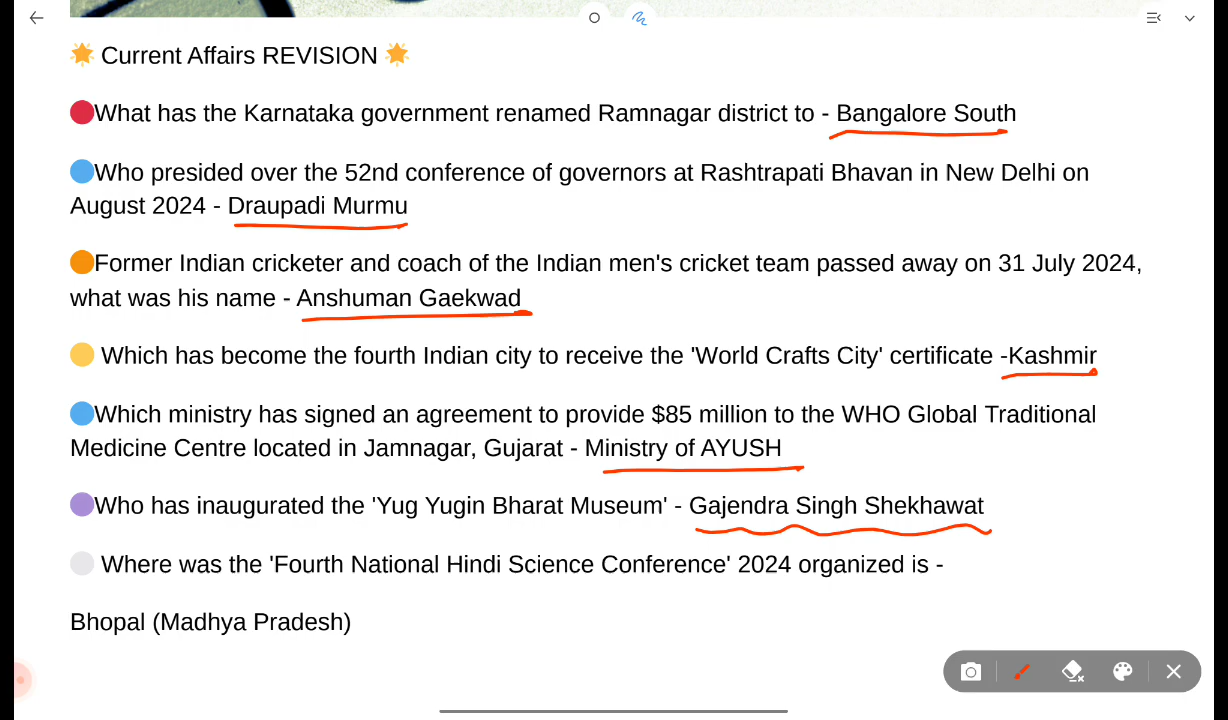 🌟 Current Affairs REVISION 🌟
🔴What has the Karnataka government renamed Ramnagar district to - Bangalore South
🔵Who presided over the 52nd conference of governors at Rashtrapati Bhavan in New Delhi on
August 2024 - Draupadi Murmu
🟠Former Indian cricketer and coach of the Indian men's cricket team passed away on 31 July 2024,
what was his name - Anshuman Gaekwad
🟡 Which has become the fourth Indian city to receive the 'World Crafts City' certificate -Kashmir
🔵Which ministry has signed an agreement to provide $85 million to the WHO Global Traditional
Medicine Centre located in Jamnagar, Gujarat - Ministry of AYUSH
🟣Who has inaugurated the 'Yug Yugin Bharat Museum' - Gajendra Singh Shekhawat
⚪ Where was the 'Fourth National Hindi Science Conference' 2024 organized is -
Bhopal (Madhya Pradesh)